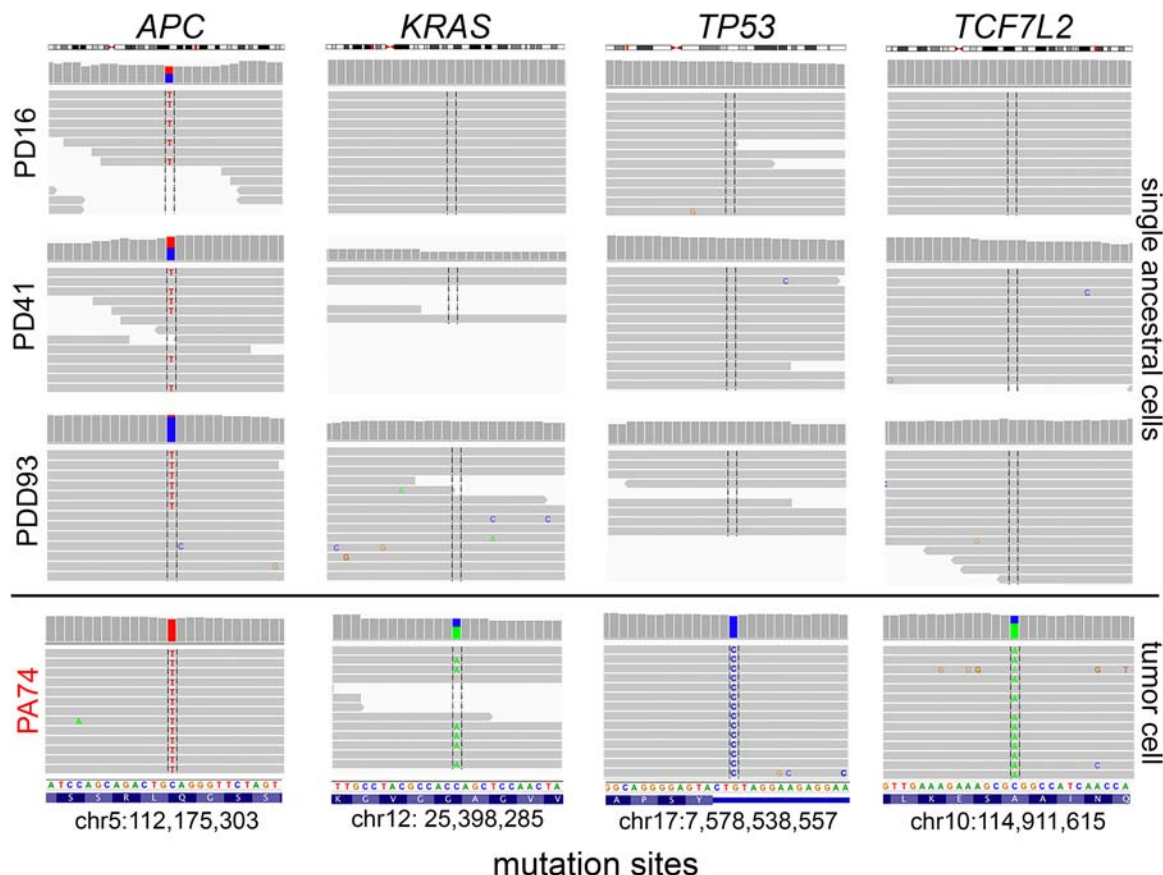 APC KRAS TP53 TCF7L2
PD16
PD41
PDD93
single ancestral cells
PA74
tumor cell
ATCCAGCAGACTGCAGGGTTCTAGT TTGCCTACGCCACCAGCTCCAACTA GGCAGGGGAGTACTGTAGGAAGAGGAA GTTGAAAGAAAGCGCGGCCATCAACCA
S S R L Q G S S K G V G G A G V V A P S Y L K E S A A I N Q
chr5:112,175,303 chr12: 25,398,285 chr17:7,578,538,557 chr10:114,911,615
mutation sites